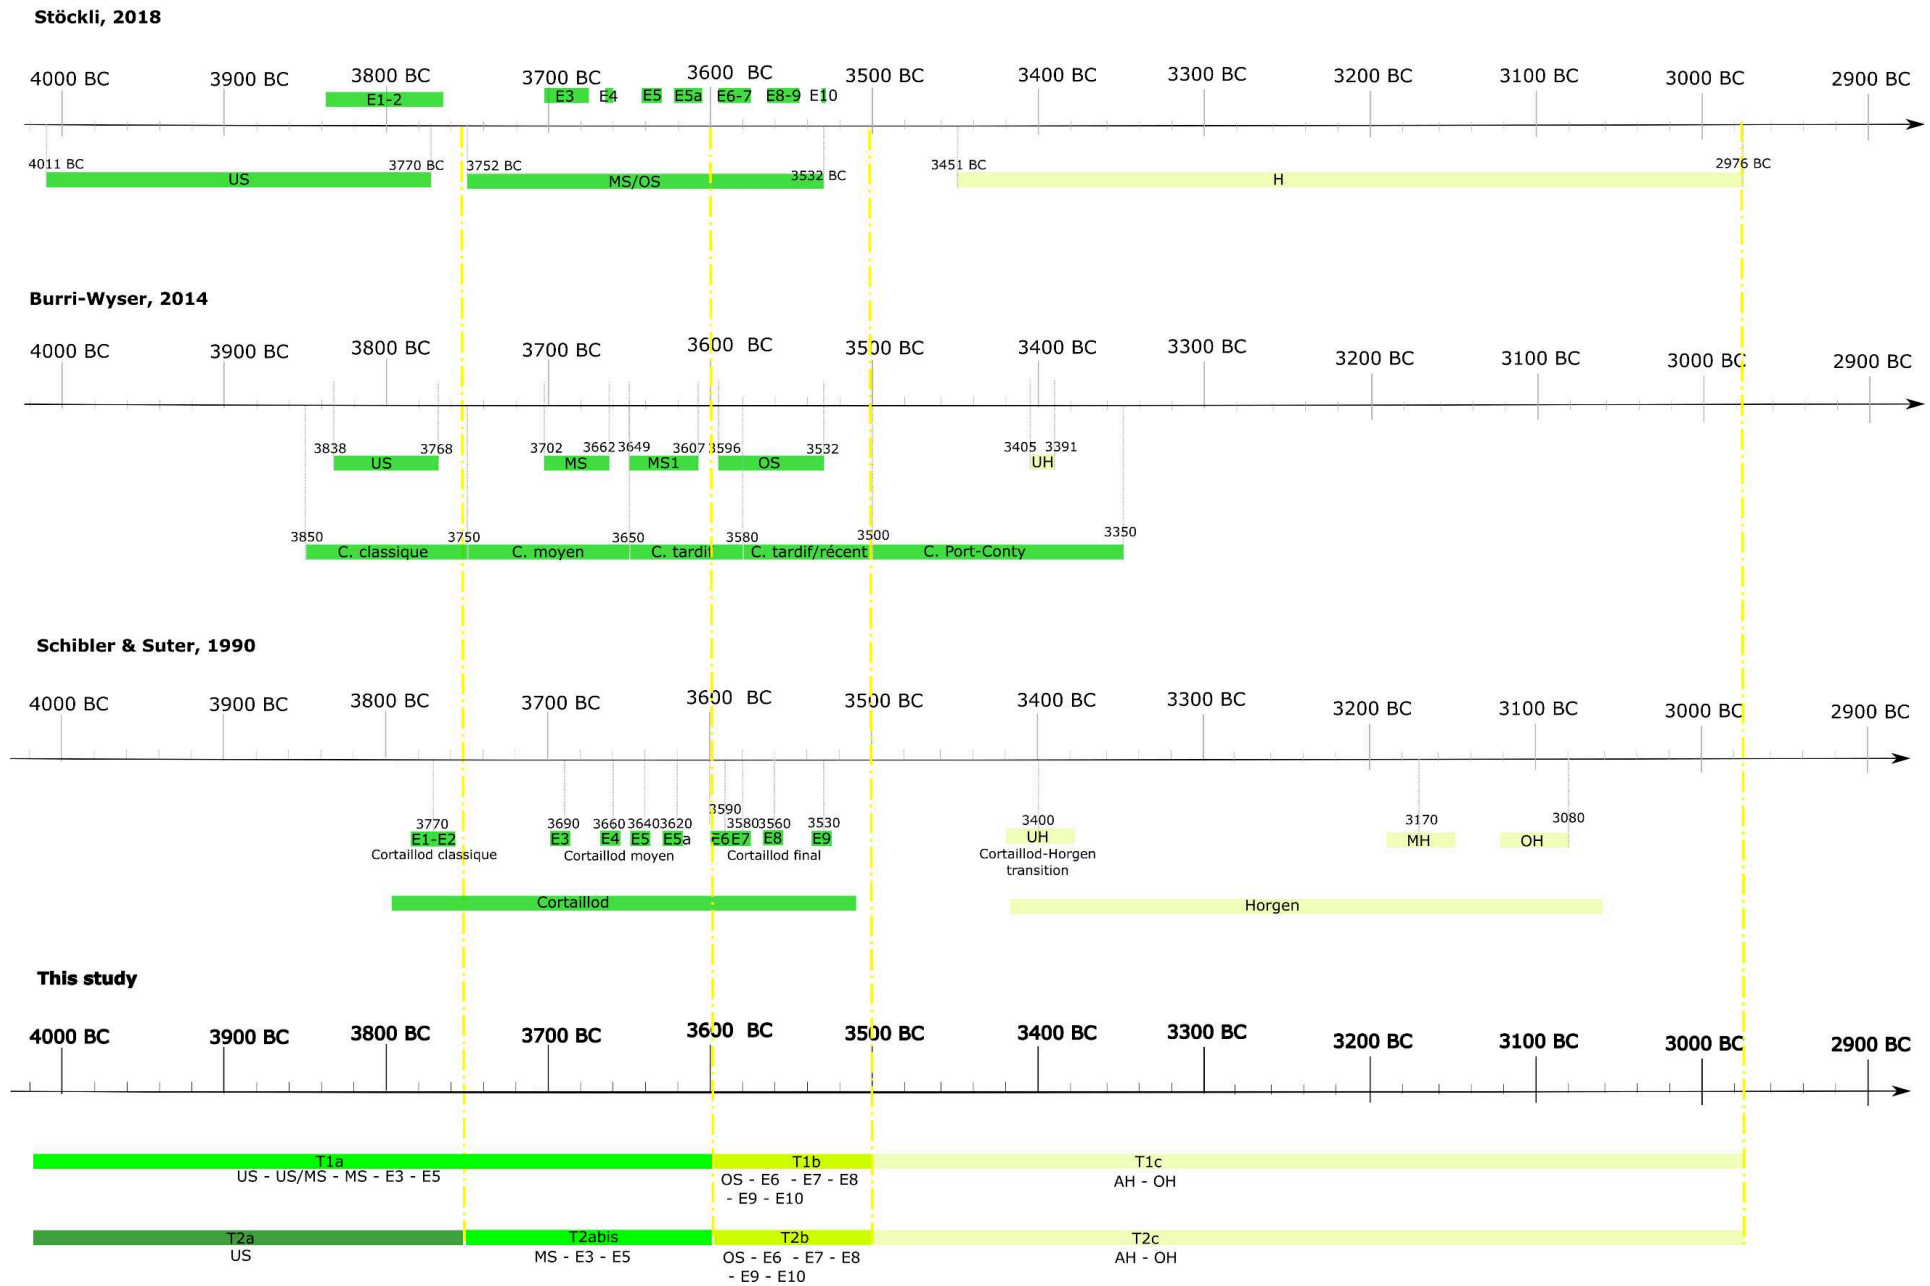 Stöckli, 2018
4000 BC 3900 BC 3800 BC 3700 BC 3600 BC 3500 BC 3400 BC 3300 BC 3200 BC 3100 BC 3000 BC 2900 BC
E1-2 E3 E4 E5 E5a E6-7 E8-9 E10
4011 BC 3770 BC 3752 BC 3532 BC 3451 BC 2976 BC
US MS/OS H
Burri-Wyser, 2014
4000 BC 3900 BC 3800 BC 3700 BC 3600 BC 3500 BC 3400 BC 3300 BC 3200 BC 3100 BC 3000 BC 2900 BC
3838 3768 3702 3662 3649 3607 3596 3532 3405 3391
US MS MS1 OS UH
3850 3750 3650 3580 3500 3350
C. classique C. moyen C. tardif C. tardif/récent C. Port-Conty
Schibler & Suter, 1990
4000 BC 3900 BC 3800 BC 3700 BC 3600 BC 3500 BC 3400 BC 3300 BC 3200 BC 3100 BC 3000 BC 2900 BC
3590
3770 3690 3660 3640 3620 3580 3560 3530 3400 3170 3080
E1-E2 E3 E4 E5 E5a E6 E7 E8 E9 UH MH OH
Cortaillod classique Cortaillod moyen Cortaillod final Cortaillod-Horgen
transition
Cortaillod Horgen
This study
4000 BC 3900 BC 3800 BC 3700 BC 3600 BC 3500 BC 3400 BC 3300 BC 3200 BC 3100 BC 3000 BC 2900 BC
T1a T1b T1c
US - US/MS - MS - E3 - E5 OS - E6 - E7 - E8 AH - OH
- E9 - E10
T2a T2abis T2b T2c
US MS - E3 - E5 OS - E6 - E7 - E8 AH - OH
- E9 - E10